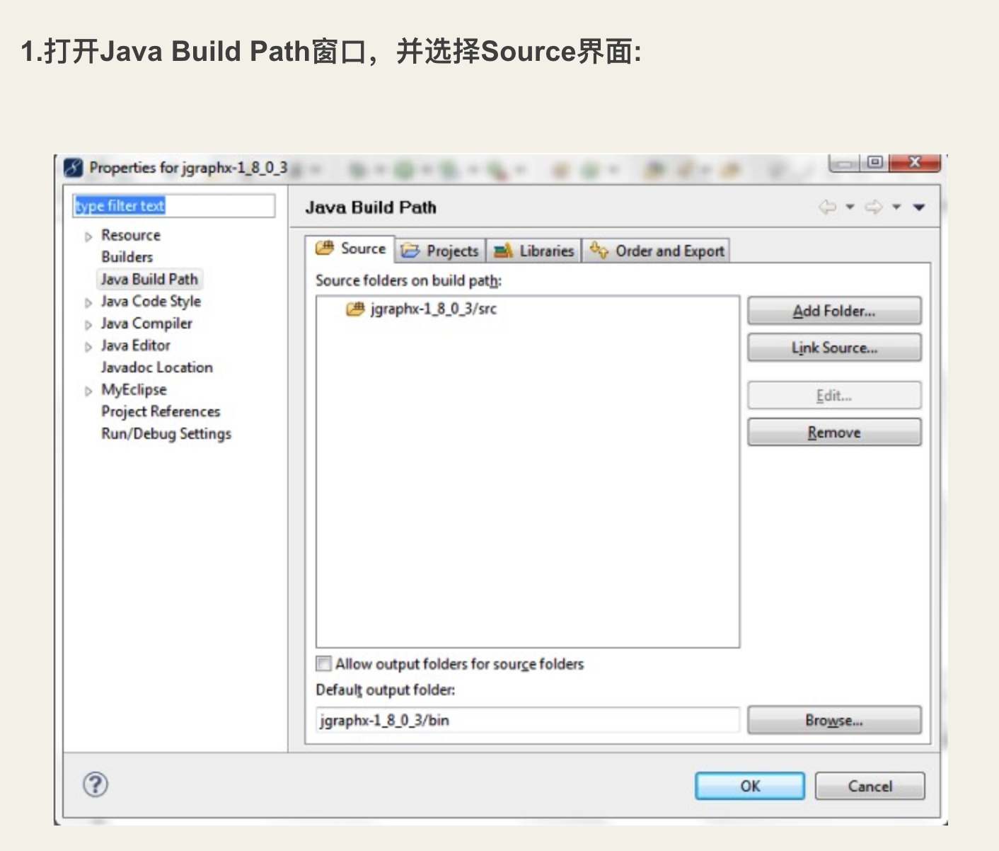 1.打开Java Build Path窗口，并选择Source界面:
Properties for jgraphx-1_8_0_3
type filter text
Resource
Builders
Java Build Path
Java Code Style
Java Compiler
Java Editor
Javadoc Location
MyEclipse
Project References
Run/Debug Settings
Java Build Path
Source Projects Libraries Order and Export
Source folders on build path:
jgraphx-1_8_0_3/src
Add Folder...
Link Source...
Edit...
Remove
Allow output folders for source folders
Default output folder:
jgraphx-1_8_0_3/bin
Browse...
OK Cancel